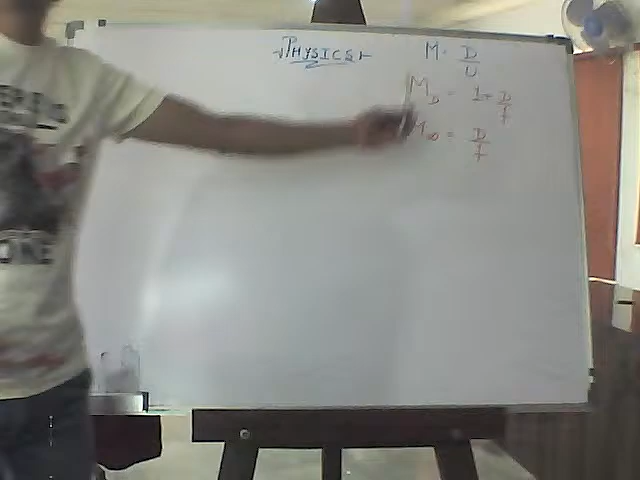 PHYSICS
M = D/U
M_D = 1 + D/f
M_∞ = D/f